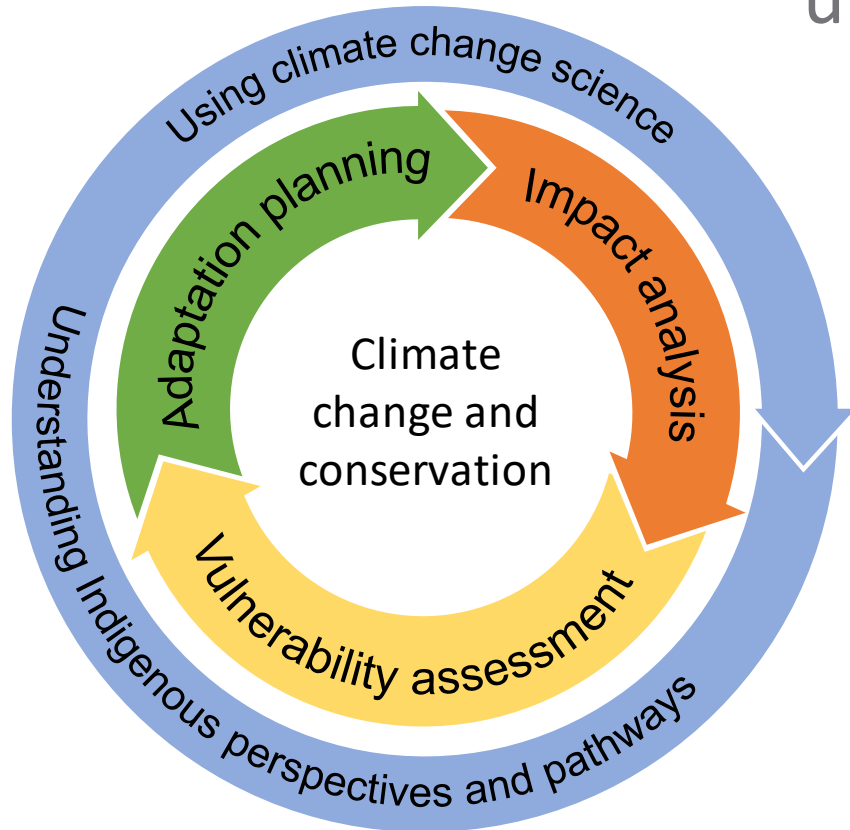 u
Using climate change science
Adaptation planning
Impact analysis
Climate
change and
conservation
Vulnerability assessment
Understanding Indigenous perspectives and pathways